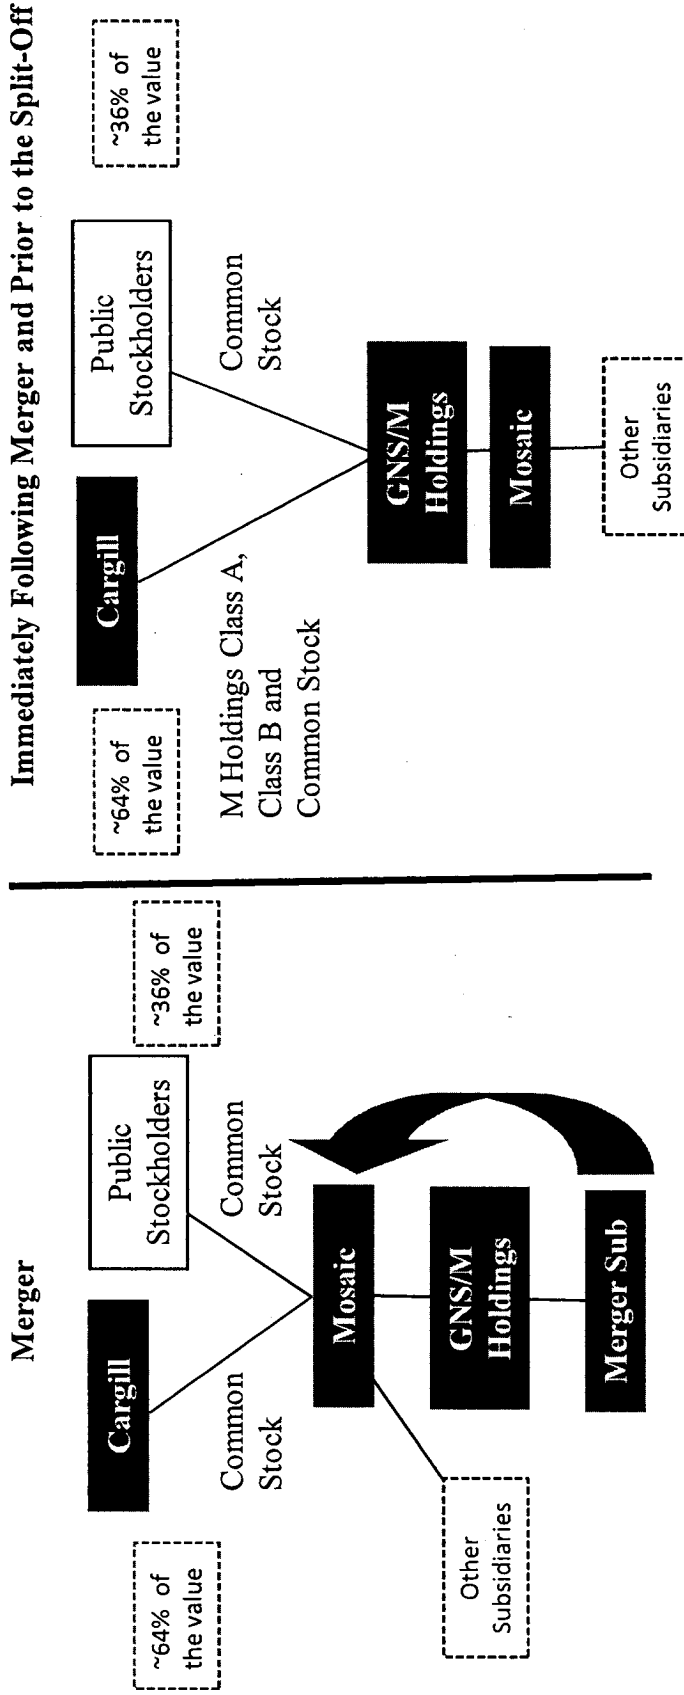 Merger
~64% of
the value
Cargill
Public
Stockholders
~36% of
the value
Common
Stock
Common
Stock
Mosaic
Other
Subsidiaries
GNS/M
Holdings
Merger Sub
Immediately Following Merger and Prior to the Split-Off
~64% of
the value
Cargill
Public
Stockholders
~36% of
the value
M Holdings Class A,
Class B and
Common Stock
Common
Stock
GNS/M
Holdings
Mosaic
Other
Subsidiaries